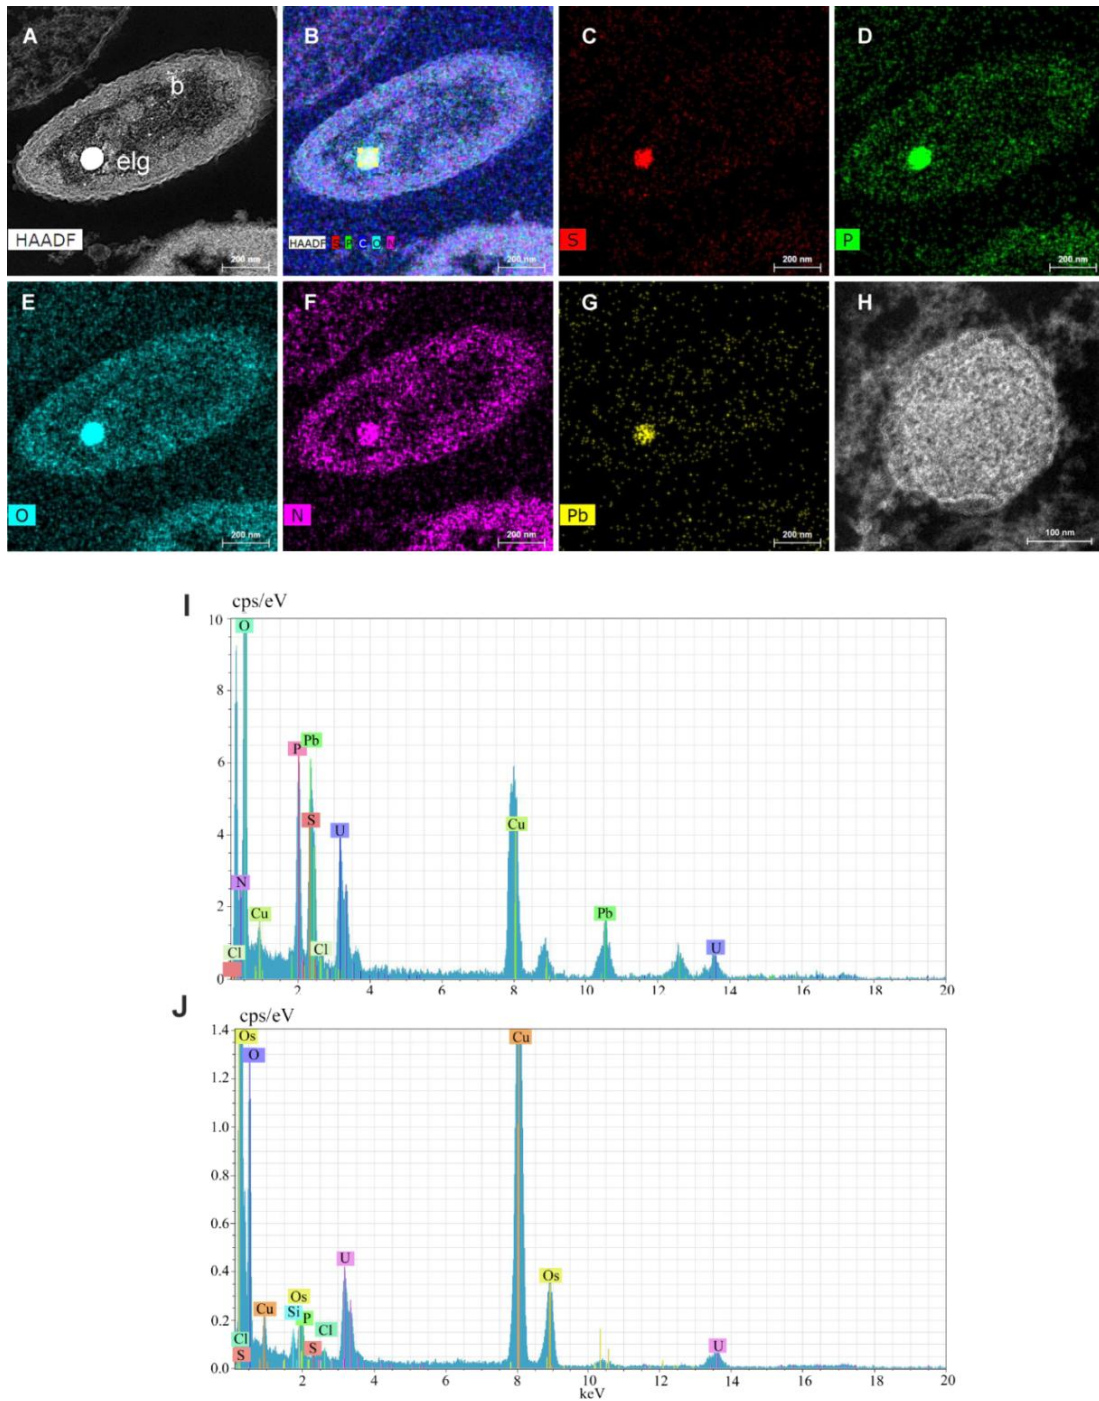 A
b
elg
HAADF
200 nm
B
HAADF S P C O N
200 nm
C
S
200 nm
D
P
200 nm
E
O
200 nm
F
N
200 nm
G
Pb
200 nm
H
100 nm
I
cps/eV
10
8
6
4
2
0
O
N
Cl
Cu
P
Pb
S
U
Cl
Cu
Pb
U
2 4 6 8 10 12 14 16 18 20
J
cps/eV
1.4
1.2
1.0
0.8
0.6
0.4
0.2
0.0
Os
O
Cl
S
Cu
Os
Si
P
S
Cl
U
Cu
Os
U
2 4 6 8 10 12 14 16 18 20
keV